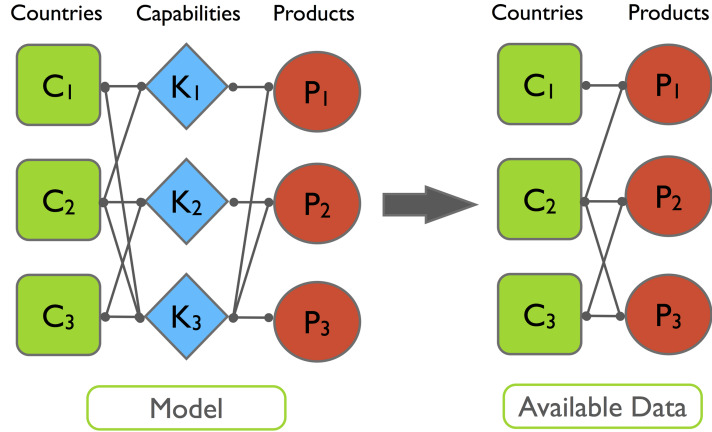 Countries Capabilities Products Countries Products
C1 K1 P1 C1 P1
C2 K2 P2 C2 P2
C3 K3 P3 C3 P3
Model Available Data